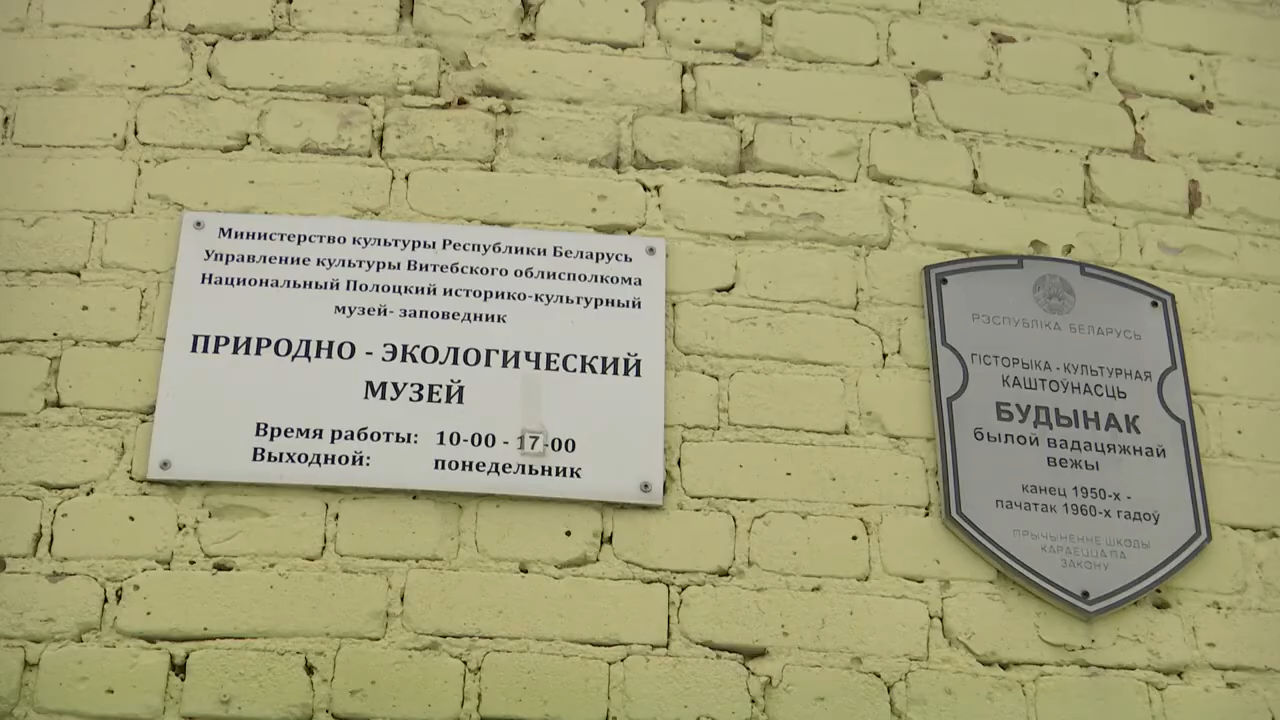 Министерство культуры Республики Беларусь
Управление культуры Витебского облисполкома
Национальный Полоцкий историко-культурный
музей- заповедник
ПРИРОДНО - ЭКОЛОГИЧЕСКИЙ
МУЗЕЙ
Время работы: 10-00 - 17-00
Выходной: понедельник
РЭСПУБЛІКА БЕЛАРУСЬ
ГІСТОРЫКА - КУЛЬТУРНАЯ
КАШТОЎНАСЦЬ
БУДЫНАК
былой вадацяжнай
вежы
канец 1950-х -
пачатак 1960-х гадоў
ПРЫЧЫНЕННЕ ШКОДЫ
КАРАЕЦЦА ПА
ЗАКОНУ